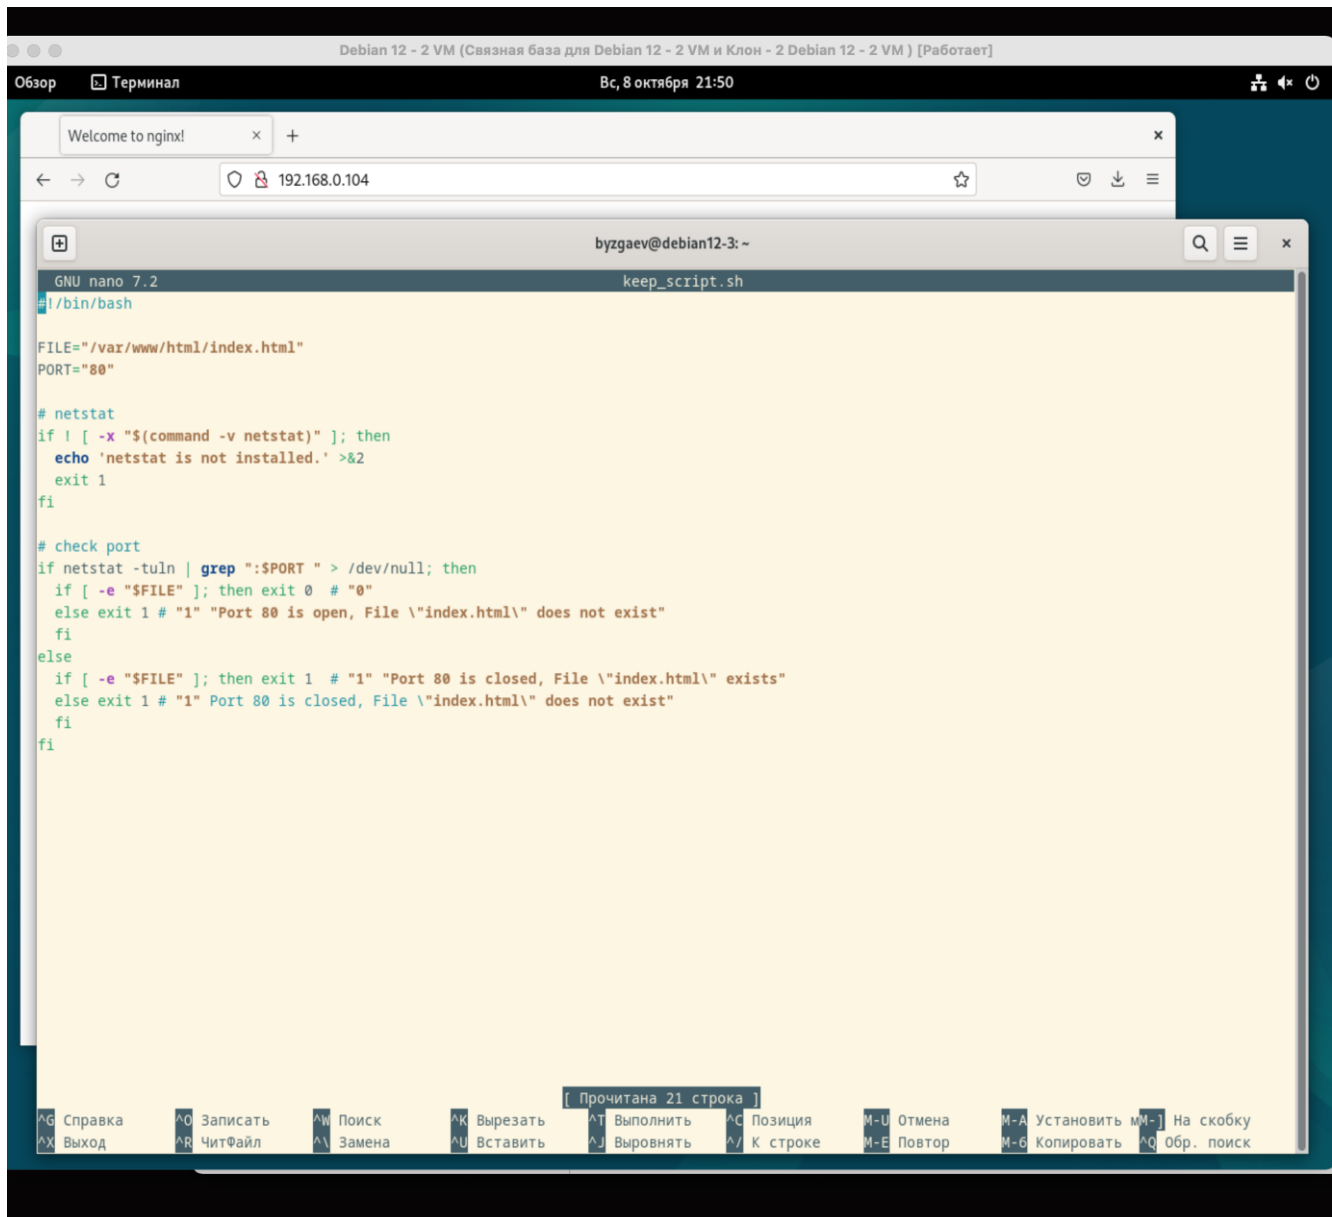 Debian 12 - 2 VM (Связная база для Debian 12 - 2 VM и Клон - 2 Debian 12 - 2 VM ) [Работает]
Обзор Терминал Вс, 8 октября 21:50
Welcome to nginx! × + ×
192.168.0.104
byzgaev@debian12-3: ~
GNU nano 7.2 keep_script.sh
#!/bin/bash
FILE="/var/www/html/index.html"
PORT="80"
# netstat
if ! [ -x "$(command -v netstat)" ]; then
  echo 'netstat is not installed.' >&2
  exit 1
fi
# check port
if netstat -tuln | grep ":$PORT " > /dev/null; then
  if [ -e "$FILE" ]; then exit 0  # "0"
  else exit 1 # "1" "Port 80 is open, File \"index.html\" does not exist"
  fi
else
  if [ -e "$FILE" ]; then exit 1  # "1" "Port 80 is closed, File \"index.html\" exists"
  else exit 1 # "1" Port 80 is closed, File \"index.html\" does not exist"
  fi
fi
[ Прочитана 21 строка ]
^G Справка ^O Записать ^W Поиск ^K Вырезать ^T Выполнить ^C Позиция M-U Отмена M-A Установить м M-] На скобку
^X Выход ^R ЧитФайл ^\ Замена ^U Вставить ^J Выровнять ^/ К строке M-E Повтор M-6 Копировать ^Q Обр. поиск